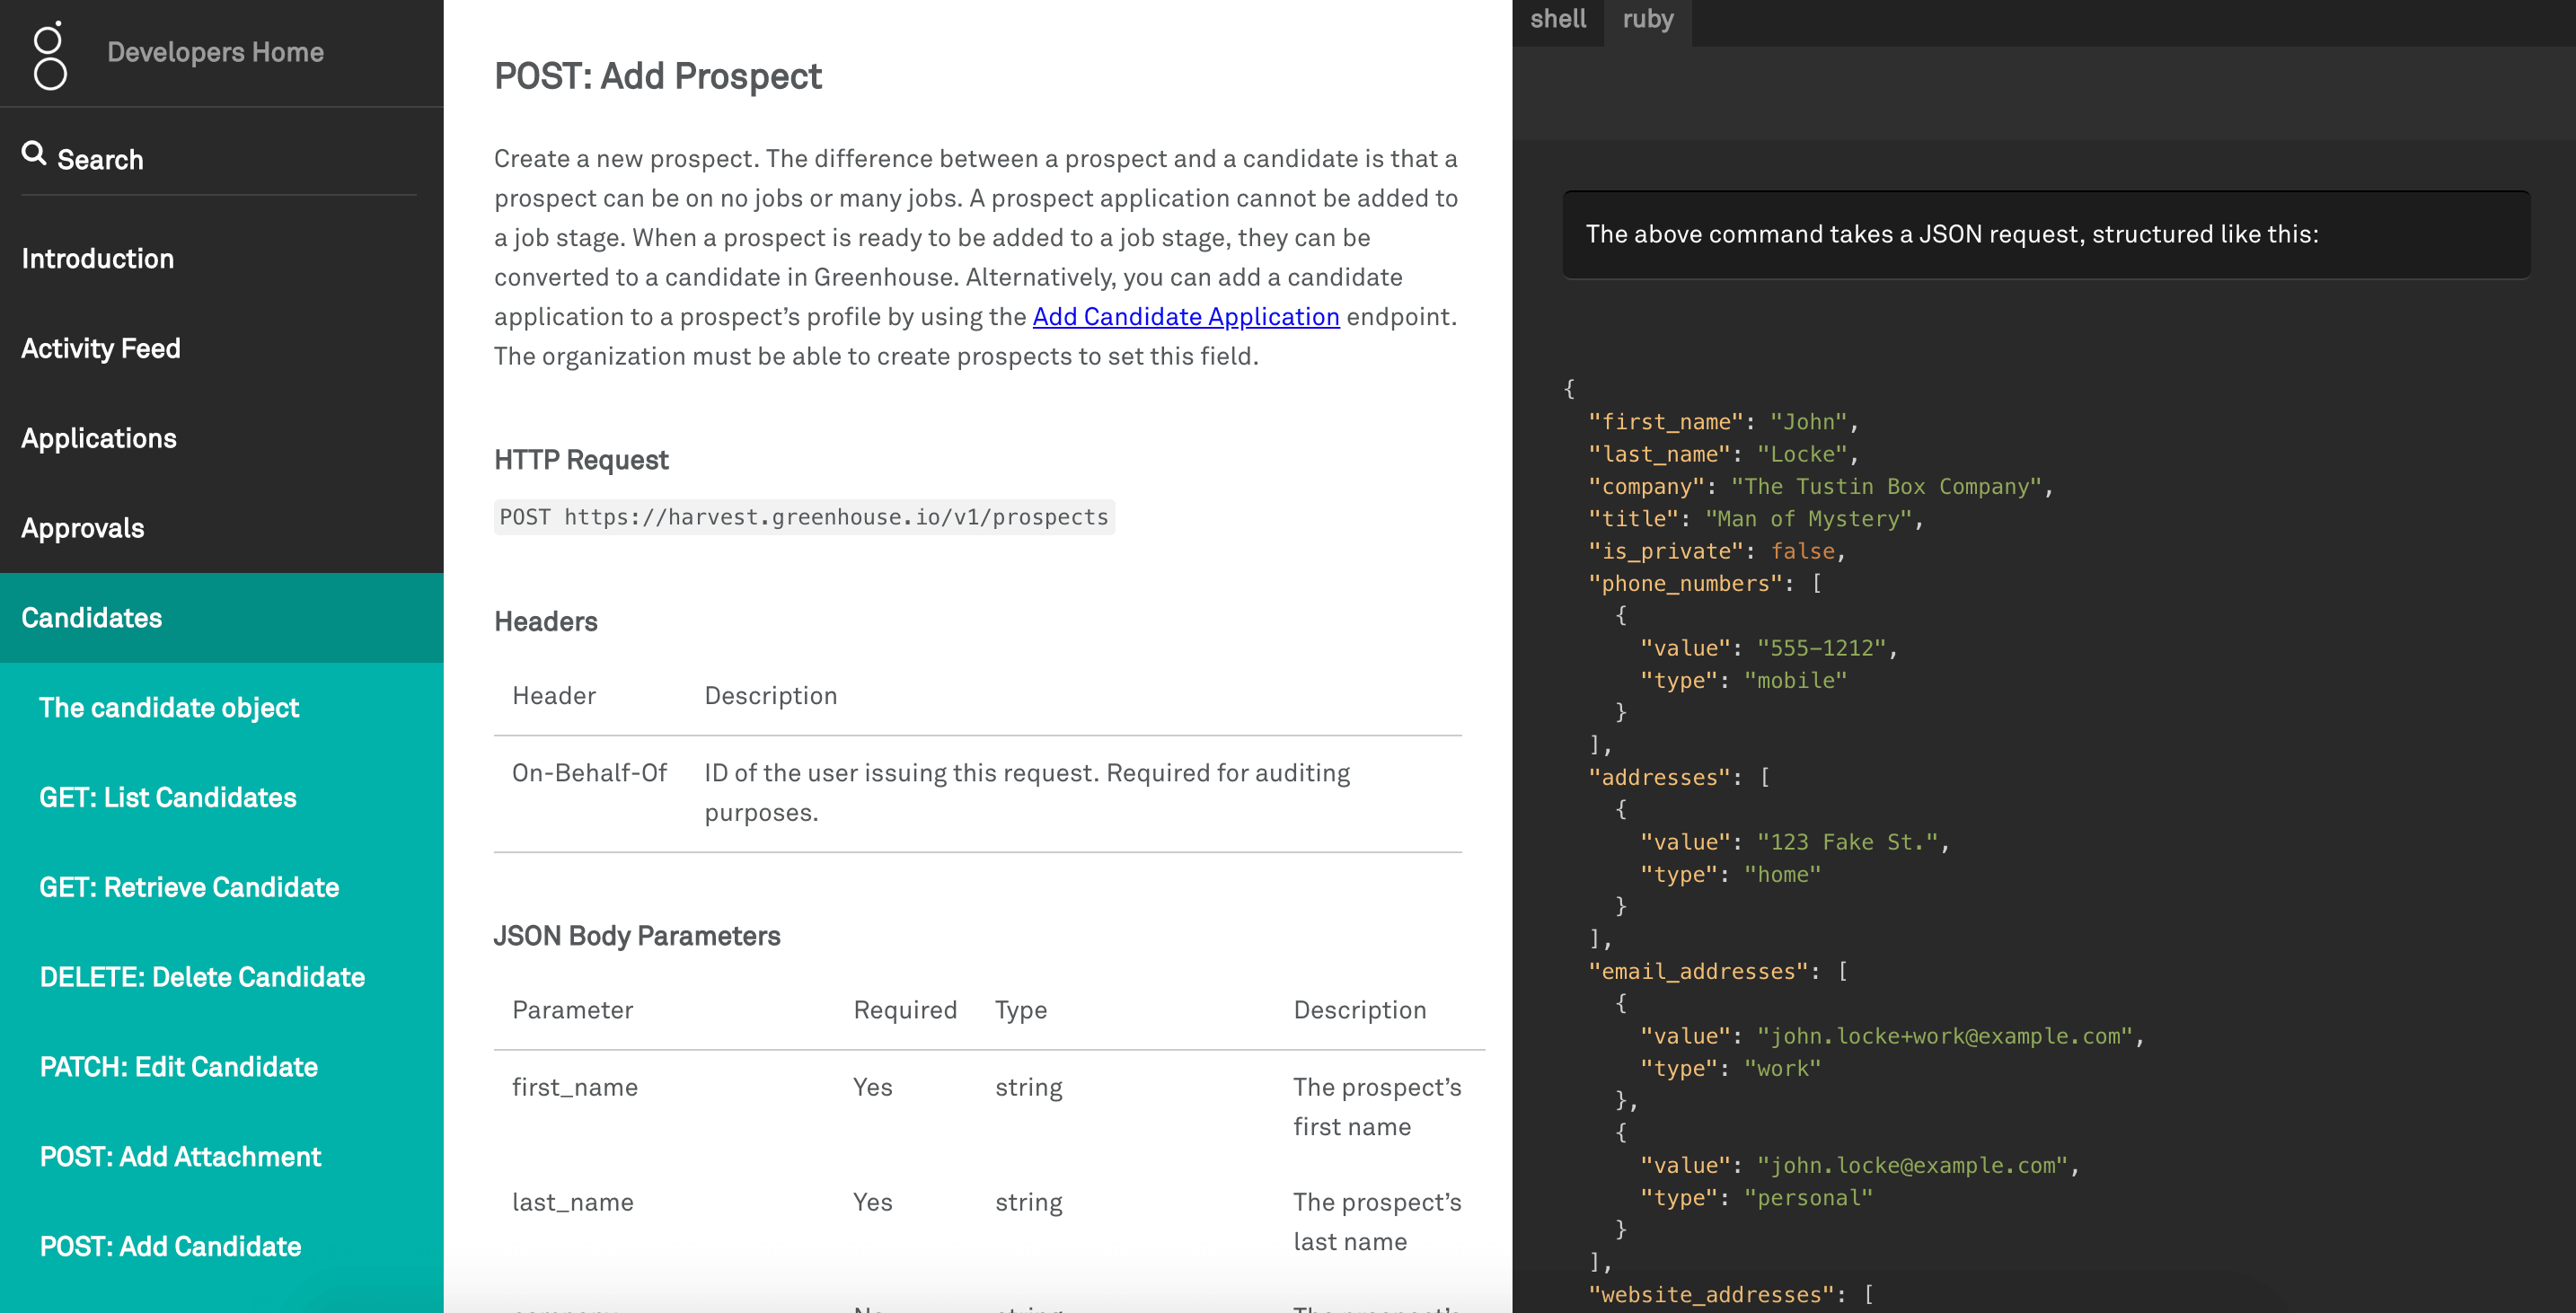 Developers Home
Search
Introduction
Activity Feed
Applications
Approvals
Candidates
The candidate object
GET: List Candidates
GET: Retrieve Candidate
DELETE: Delete Candidate
PATCH: Edit Candidate
POST: Add Attachment
POST: Add Candidate
POST: Add Prospect
Create a new prospect. The difference between a prospect and a candidate is that a
prospect can be on no jobs or many jobs. A prospect application cannot be added to
a job stage. When a prospect is ready to be added to a job stage, they can be
converted to a candidate in Greenhouse. Alternatively, you can add a candidate
application to a prospect’s profile by using the Add Candidate Application endpoint.
The organization must be able to create prospects to set this field.
HTTP Request
POST https://harvest.greenhouse.io/v1/prospects
Headers
Header Description
On-Behalf-Of ID of the user issuing this request. Required for auditing
purposes.
JSON Body Parameters
Parameter Required Type Description
first_name Yes string The prospect’s
first name
last_name Yes string The prospect’s
last name
shell ruby
The above command takes a JSON request, structured like this:
{
"first_name": "John",
"last_name": "Locke",
"company": "The Tustin Box Company",
"title": "Man of Mystery",
"is_private": false,
"phone_numbers": [
{
"value": "555-1212",
"type": "mobile"
}
],
"addresses": [
{
"value": "123 Fake St.",
"type": "home"
}
],
"email_addresses": [
{
"value": "john.locke+work@example.com",
"type": "work"
},
{
"value": "john.locke@example.com",
"type": "personal"
}
],
"website_addresses": [